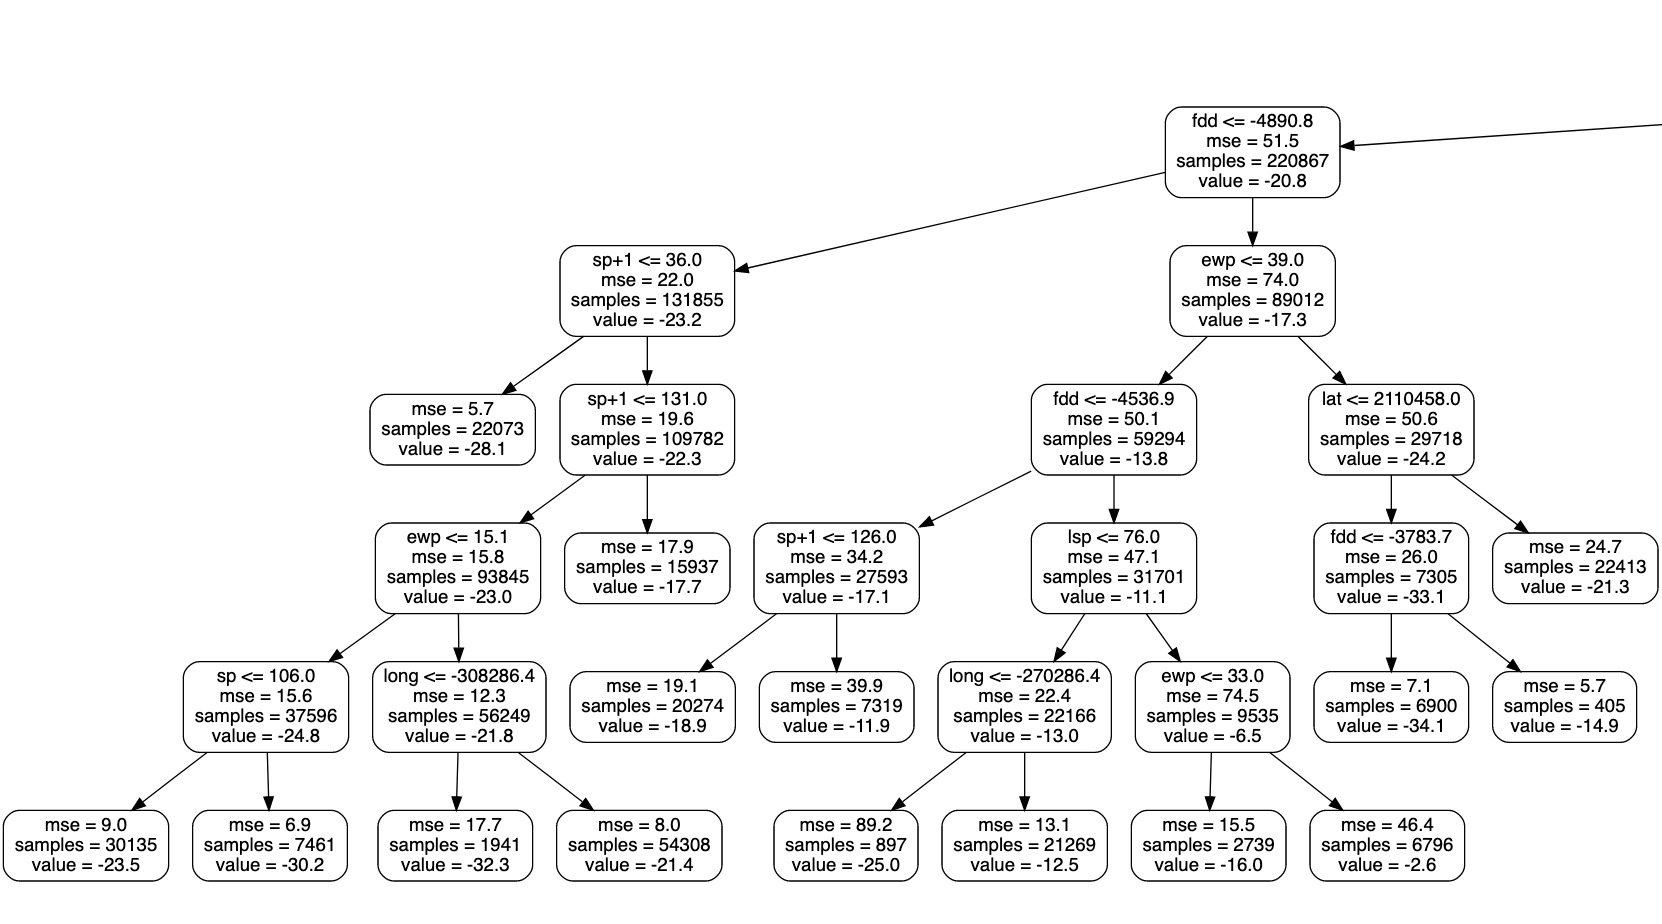 fdd <= -4890.8
mse = 51.5
samples = 220867
value = -20.8
sp+1 <= 36.0
mse = 22.0
samples = 131855
value = -23.2
ewp <= 39.0
mse = 74.0
samples = 89012
value = -17.3
mse = 5.7
samples = 22073
value = -28.1
sp+1 <= 131.0
mse = 19.6
samples = 109782
value = -22.3
fdd <= -4536.9
mse = 50.1
samples = 59294
value = -13.8
lat <= 2110458.0
mse = 50.6
samples = 29718
value = -24.2
ewp <= 15.1
mse = 15.8
samples = 93845
value = -23.0
mse = 17.9
samples = 15937
value = -17.7
sp+1 <= 126.0
mse = 34.2
samples = 27593
value = -17.1
lsp <= 76.0
mse = 47.1
samples = 31701
value = -11.1
fdd <= -3783.7
mse = 26.0
samples = 7305
value = -33.1
mse = 24.7
samples = 22413
value = -21.3
sp <= 106.0
mse = 15.6
samples = 37596
value = -24.8
long <= -308286.4
mse = 12.3
samples = 56249
value = -21.8
mse = 19.1
samples = 20274
value = -18.9
mse = 39.9
samples = 7319
value = -11.9
long <= -270286.4
mse = 22.4
samples = 22166
value = -13.0
ewp <= 33.0
mse = 74.5
samples = 9535
value = -6.5
mse = 7.1
samples = 6900
value = -34.1
mse = 5.7
samples = 405
value = -14.9
mse = 9.0
samples = 30135
value = -23.5
mse = 6.9
samples = 7461
value = -30.2
mse = 17.7
samples = 1941
value = -32.3
mse = 8.0
samples = 54308
value = -21.4
mse = 89.2
samples = 897
value = -25.0
mse = 13.1
samples = 21269
value = -12.5
mse = 15.5
samples = 2739
value = -16.0
mse = 46.4
samples = 6796
value = -2.6